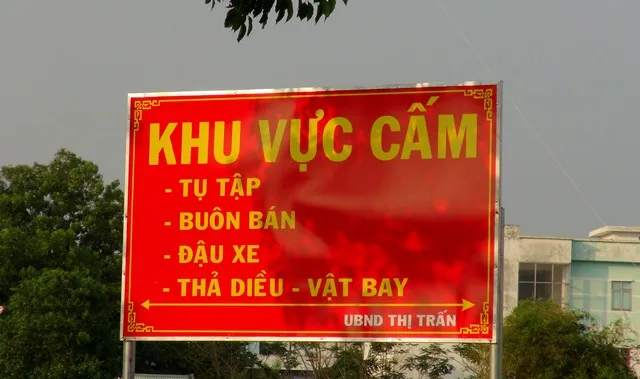 KHU VỰC CẤM
- TỤ TẬP
- BUÔN BÁN
- ĐẬU XE
- THẢ DIỀU - VẬT BAY
UBND THỊ TRẤN